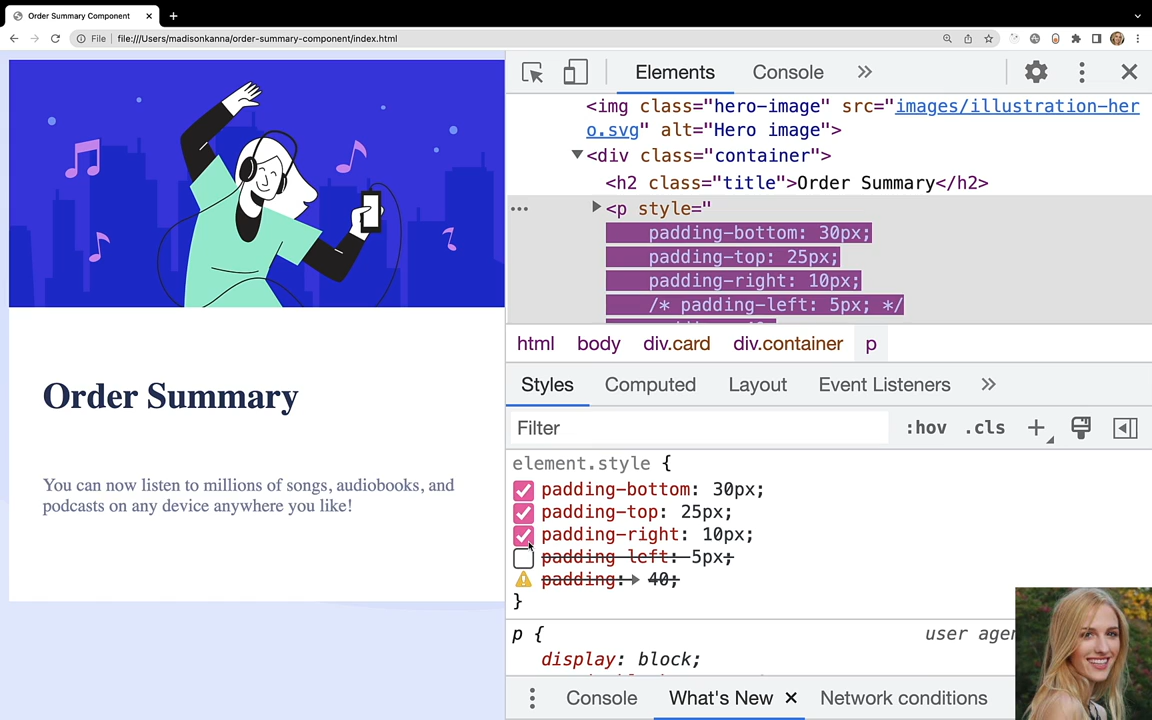 Order Summary Component
File file:///Users/madisonkanna/order-summary-component/index.html
Elements Console
<img class="hero-image" src="images/illustration-her
o.svg" alt="Hero image">
<div class="container">
<h2 class="title">Order Summary</h2>
<p style="
padding-bottom: 30px;
padding-top: 25px;
padding-right: 10px;
/* padding-left: 5px; */
html body div.card div.container p
Styles Computed Layout Event Listeners
Filter :hov .cls
element.style {
padding-bottom: 30px;
padding-top: 25px;
padding-right: 10px;
padding-left: 5px;
padding: 40;
}
p { user agen
display: block;
Console What's New Network conditions
Order Summary
You can now listen to millions of songs, audiobooks, and
podcasts on any device anywhere you like!